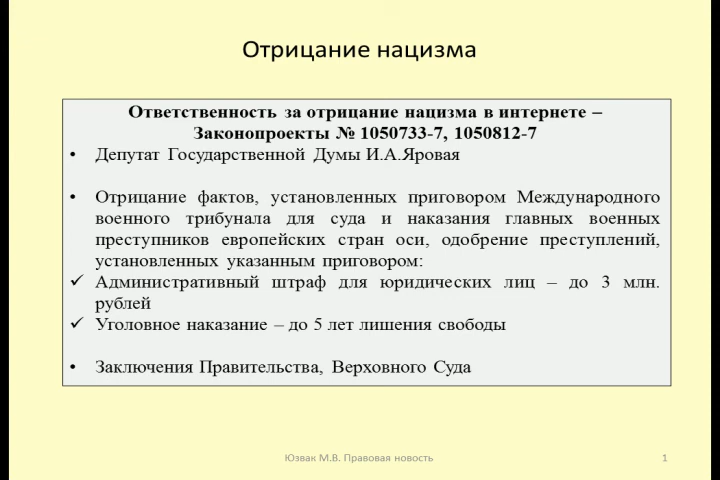 Отрицание нацизма
Ответственность за отрицание нацизма в интернете –
Законопроекты № 1050733-7, 1050812-7
• Депутат Государственной Думы И.А.Яровая
• Отрицание фактов, установленных приговором Международного
военного трибунала для суда и наказания главных военных
преступников европейских стран оси, одобрение преступлений,
установленных указанным приговором:
✓ Административный штраф для юридических лиц – до 3 млн.
рублей
✓ Уголовное наказание – до 5 лет лишения свободы
• Заключения Правительства, Верховного Суда
Юзвак М.В. Правовая новость 1